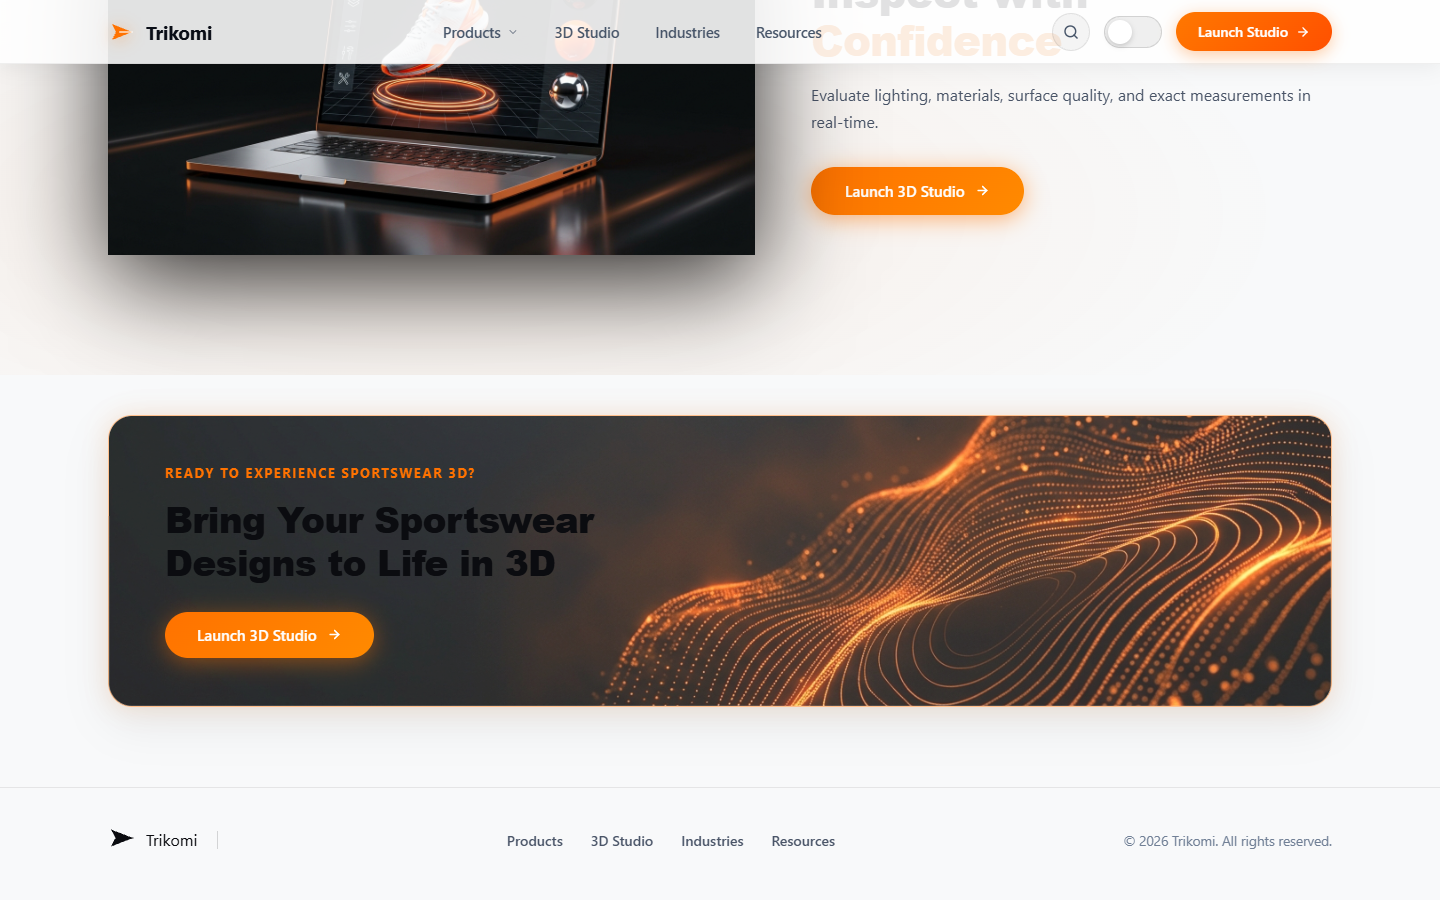 Trikomi
Products
3D Studio
Industries
Resources
Launch Studio
Inspect with
Confidence
Evaluate lighting, materials, surface quality, and exact measurements in
real-time.
Launch 3D Studio
READY TO EXPERIENCE SPORTSWEAR 3D?
Bring Your Sportswear
Designs to Life in 3D
Launch 3D Studio
Trikomi
Products
3D Studio
Industries
Resources
© 2026 Trikomi. All rights reserved.